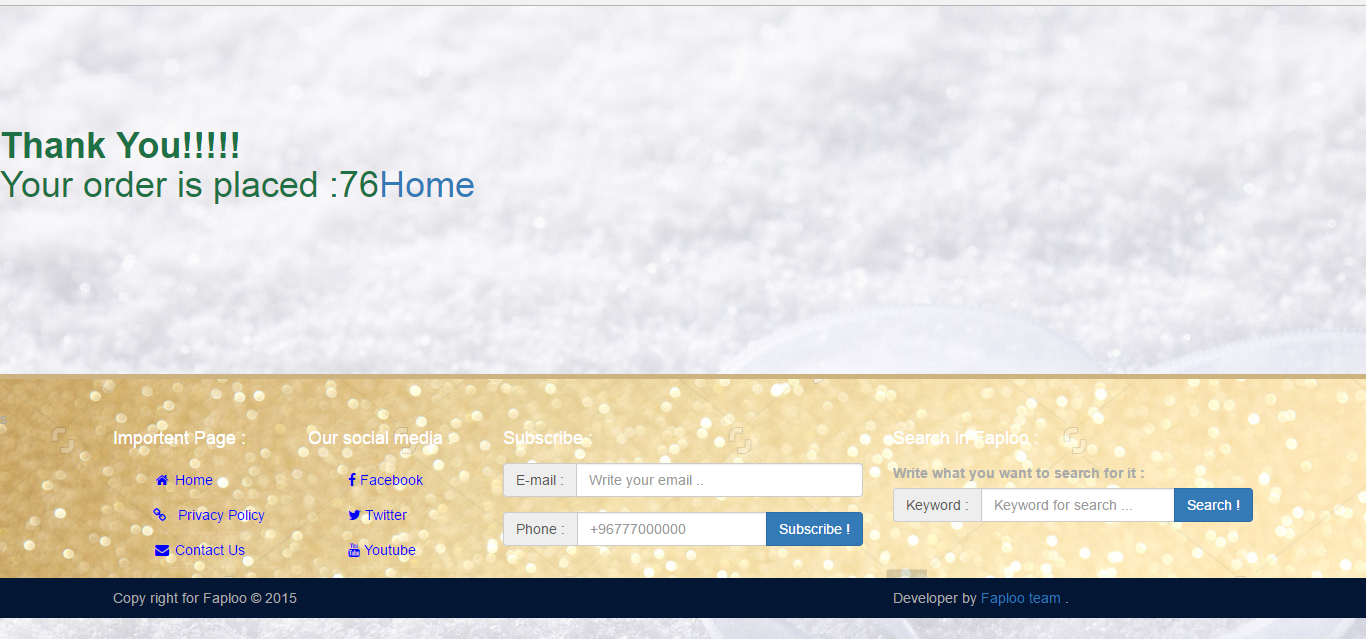 Thank You!!!!!
Your order is placed :76Home
Importent Page :
Home
Privacy Policy
Contact Us
Our social media :
Facebook
Twitter
Youtube
Subscribe :
E-mail : Write your email ..
Phone : +96777000000 Subscribe !
Search in Faploo :
Write what you want to search for it :
Keyword : Keyword for search ... Search !
Copy right for Faploo © 2015
Developer by Faploo team .